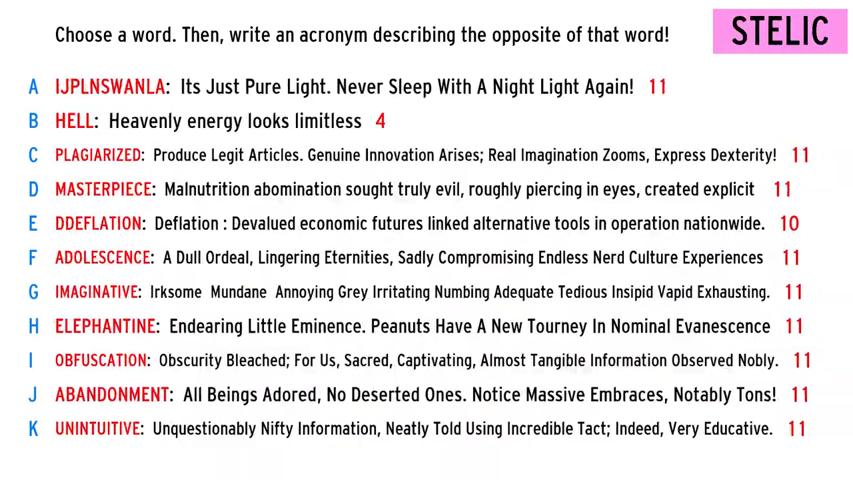 Choose a word. Then, write an acronym describing the opposite of that word!
STELIC
A IJPLNSWANLA: Its Just Pure Light. Never Sleep With A Night Light Again! 11
B HELL: Heavenly energy looks limitless 4
C PLAGIARIZED: Produce Legit Articles. Genuine Innovation Arises; Real Imagination Zooms, Express Dexterity! 11
D MASTERPIECE: Malnutrition abomination sought truly evil, roughly piercing in eyes, created explicit 11
E DDEFLATION: Deflation : Devalued economic futures linked alternative tools in operation nationwide. 10
F ADOLESCENCE: A Dull Ordeal, Lingering Eternities, Sadly Compromising Endless Nerd Culture Experiences 11
G IMAGINATIVE: Irksome Mundane Annoying Grey Irritating Numbing Adequate Tedious Insipid Vapid Exhausting. 11
H ELEPHANTINE: Endearing Little Eminence. Peanuts Have A New Tourney In Nominal Evanescence 11
I OBFUSCATION: Obscurity Bleached; For Us, Sacred, Captivating, Almost Tangible Information Observed Nobly. 11
J ABANDONMENT: All Beings Adored, No Deserted Ones. Notice Massive Embraces, Notably Tons! 11
K UNINTUITIVE: Unquestionably Nifty Information, Neatly Told Using Incredible Tact; Indeed, Very Educative. 11